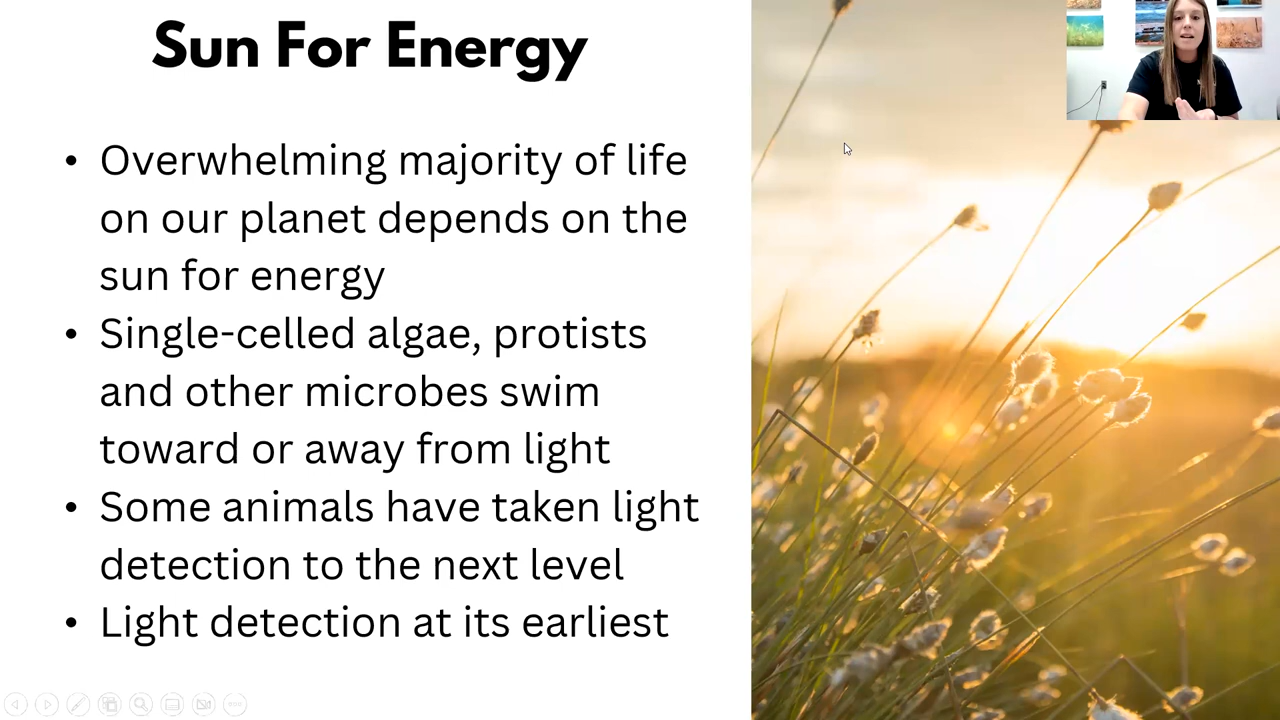 Sun For Energy
• Overwhelming majority of life
on our planet depends on the
sun for energy
• Single-celled algae, protists
and other microbes swim
toward or away from light
• Some animals have taken light
detection to the next level
• Light detection at its earliest